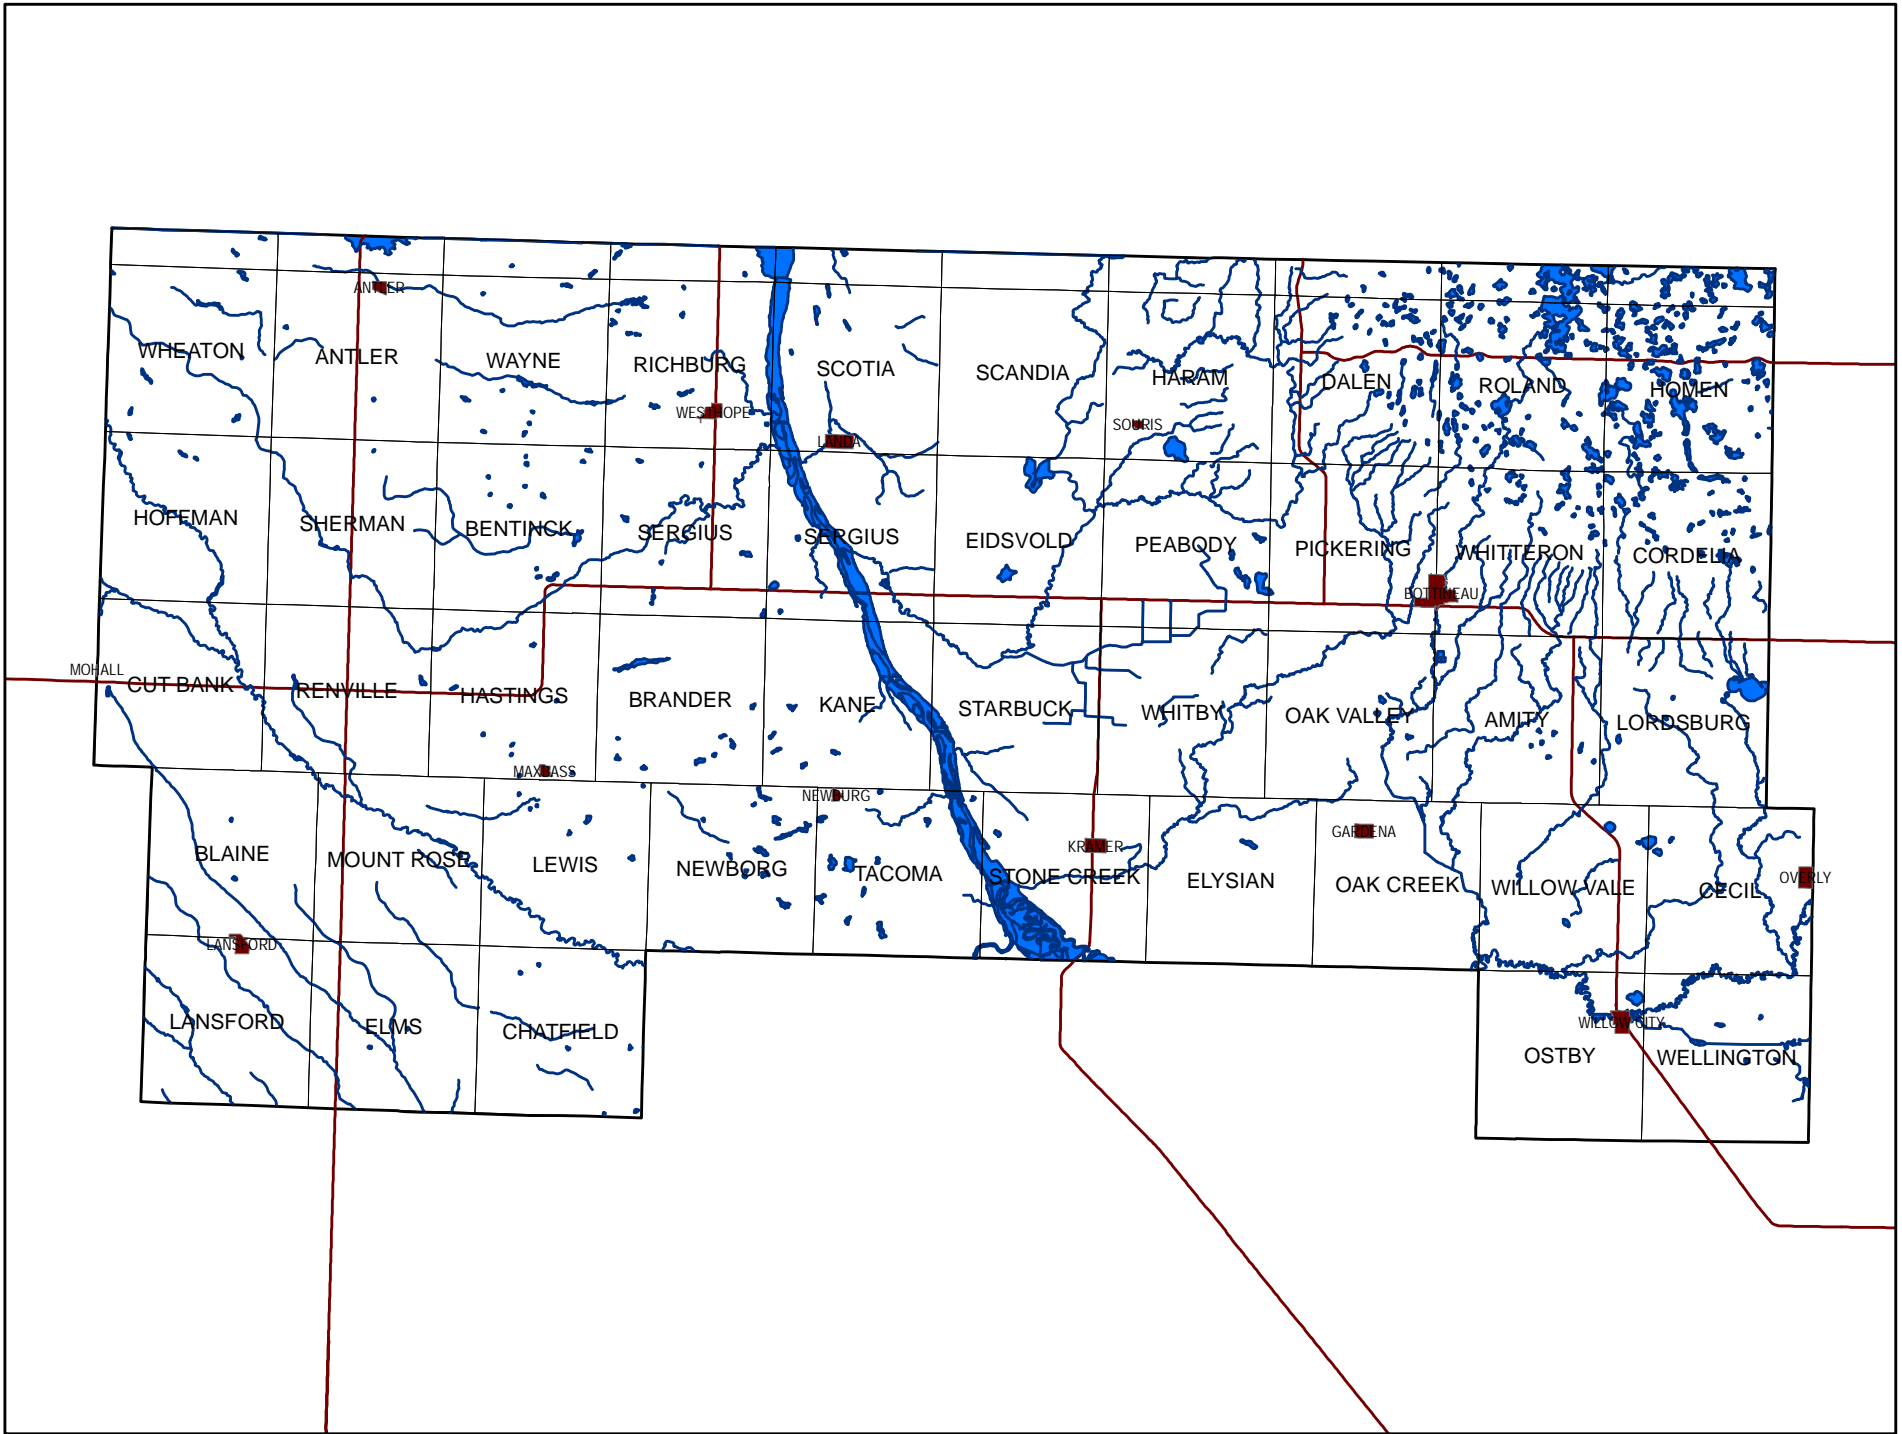 ANTLER
WHEATON
ANTLER
WAYNE
RICHBURG
SCOTIA
SCANDIA
HARAM
DALEN
ROLAND
HOMEN
WESTHOPE
SOURIS
LANDA
HOFFMAN
SHERMAN
BENTINCK
SERGIUS
SERGIUS
EIDSVOLD
PEABODY
PICKERING
WHITTERON
CORDELIA
BOTTINEAU
MOHALL
CUT BANK
RENVILLE
HASTINGS
BRANDER
KANE
STARBUCK
WHITBY
OAK VALLEY
AMITY
LORDSBURG
MAXBASS
NEWBURG
GARDENA
KRAMER
BLAINE
MOUNT ROSE
LEWIS
NEWBORG
TACOMA
STONE CREEK
ELYSIAN
OAK CREEK
WILLOW VALE
CECIL
OVERLY
LANSFORD
LANSFORD
ELMS
CHATFIELD
WILLOW CITY
OSTBY
WELLINGTON